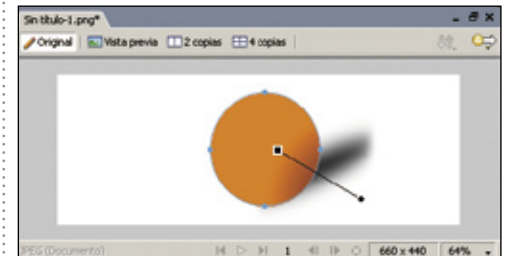 Sin título-1.png*
Original Vista previa 2 copias 4 copias
JPEG (Documento) 1 660 x 440 64%